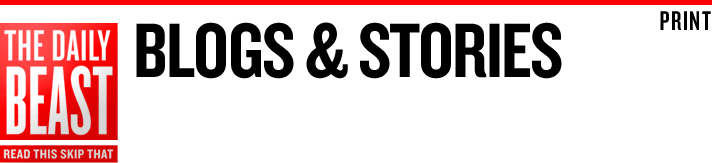 PRINT
THE DAILY
BEAST
READ THIS SKIP THAT
BLOGS & STORIES